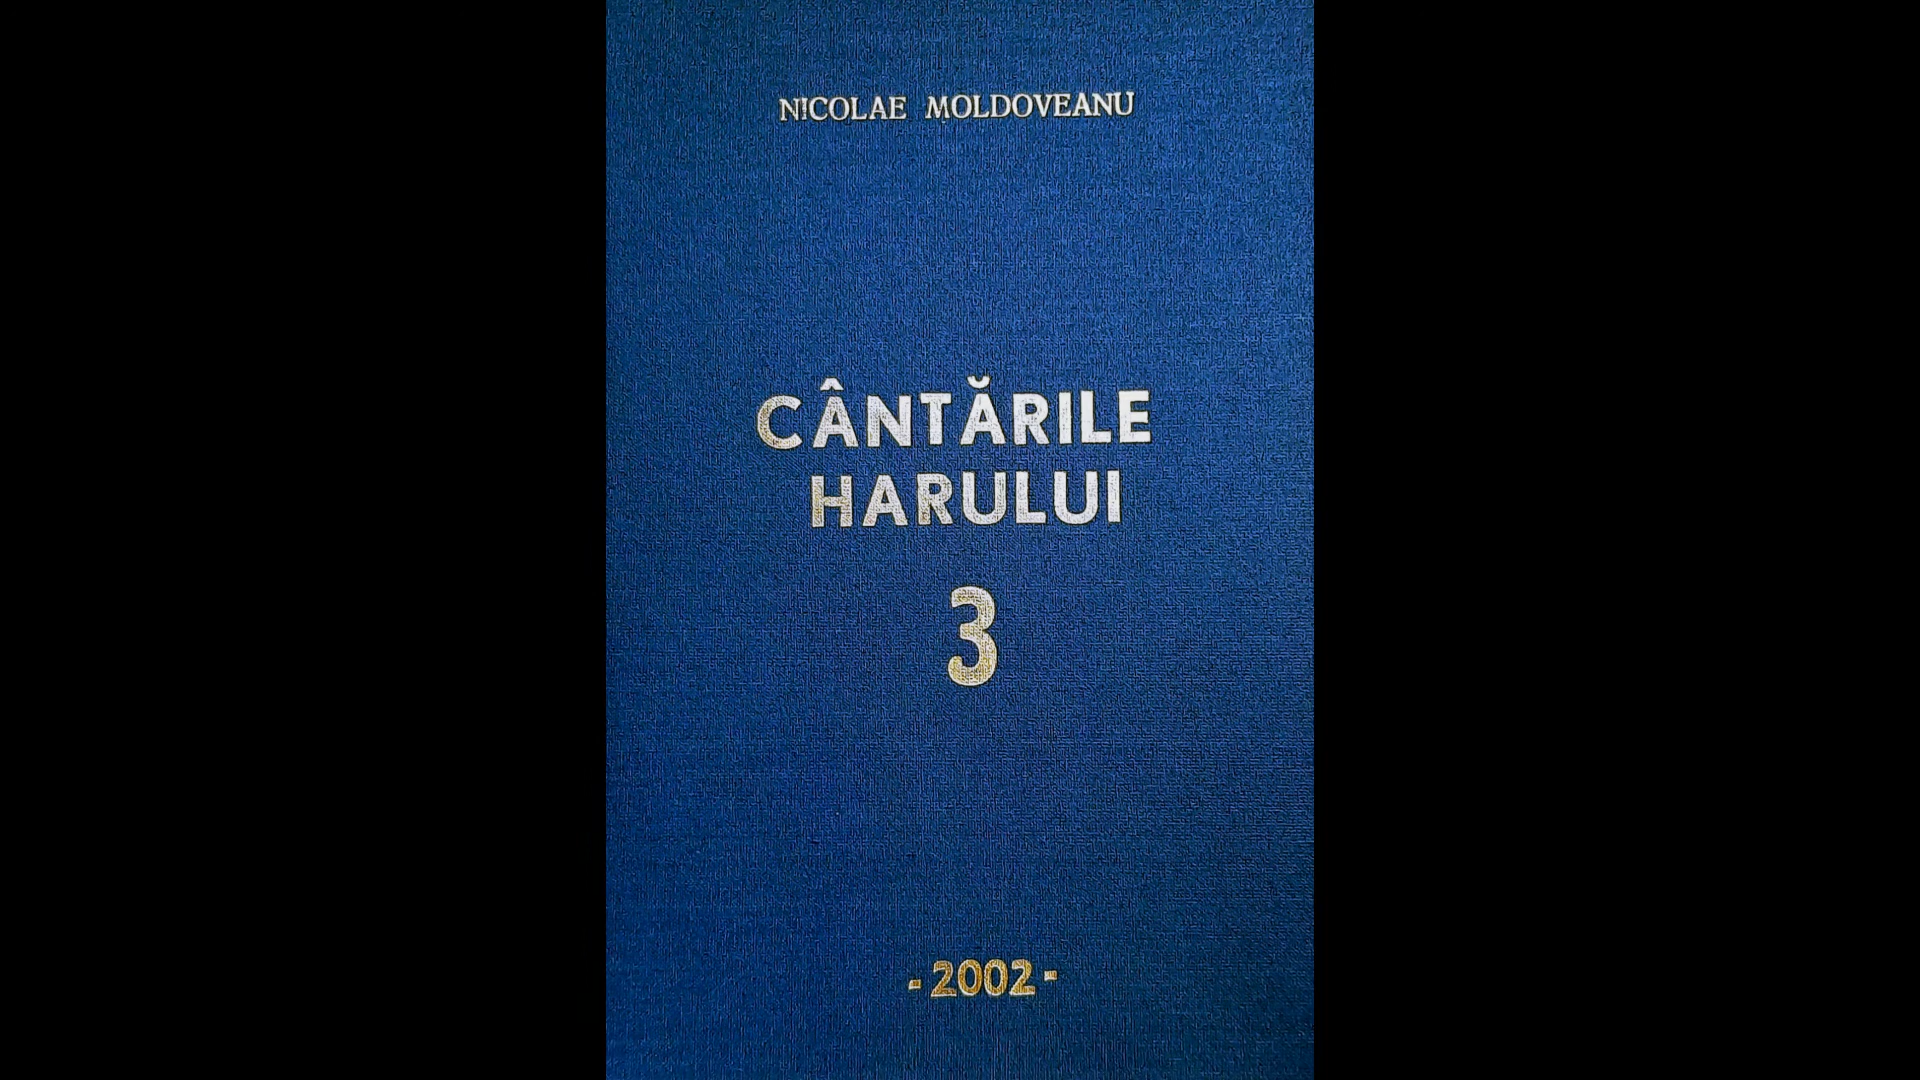 NICOLAE MOLDOVEANU
CÂNTĂRILE
HARULUI
3
- 2002 -